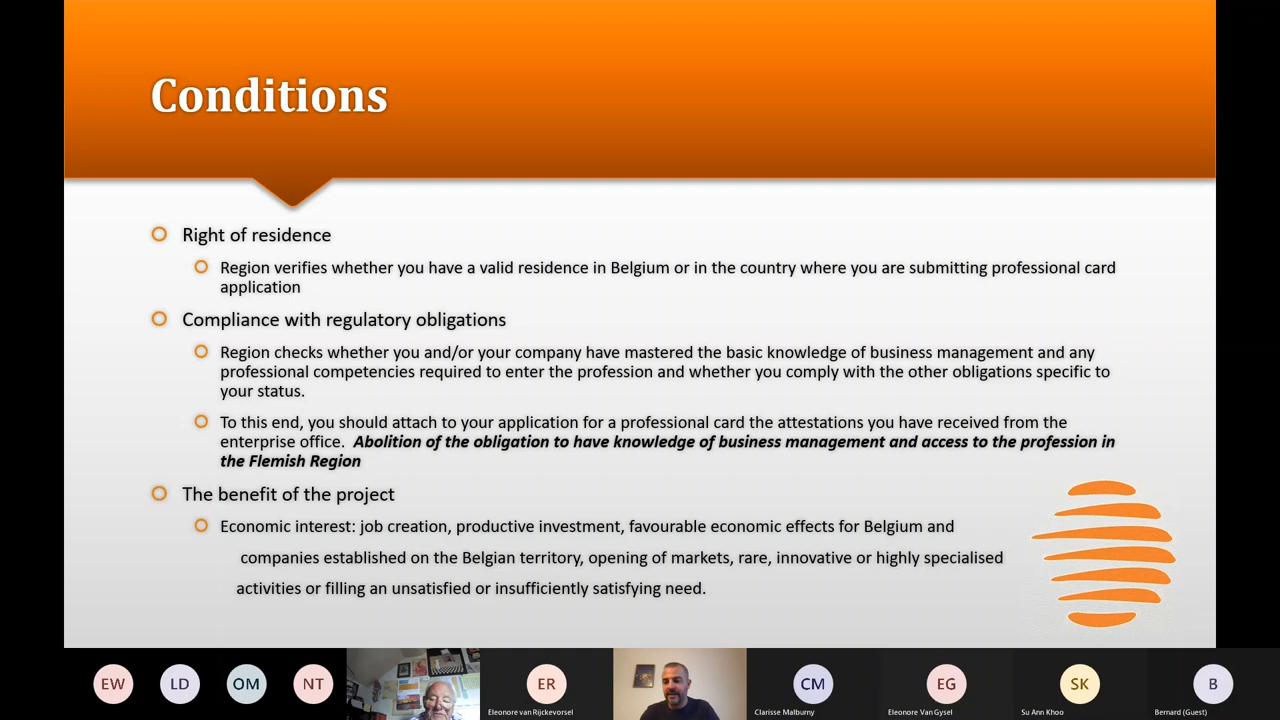 Conditions
Right of residence
Region verifies whether you have a valid residence in Belgium or in the country where you are submitting professional card
application
Compliance with regulatory obligations
Region checks whether you and/or your company have mastered the basic knowledge of business management and any
professional competencies required to enter the profession and whether you comply with the other obligations specific to
your status.
To this end, you should attach to your application for a professional card the attestations you have received from the
enterprise office. Abolition of the obligation to have knowledge of business management and access to the profession in
the Flemish Region
The benefit of the project
Economic interest: job creation, productive investment, favourable economic effects for Belgium and
companies established on the Belgian territory, opening of markets, rare, innovative or highly specialised
activities or filling an unsatisfied or insufficiently satisfying need.
EW LD OM NT ER CM EG SK B
Eleonore van Rijckevorsel Clarisse Malburny Eleonore Van Gysel Su Ann Khoo Bernard (Guest)